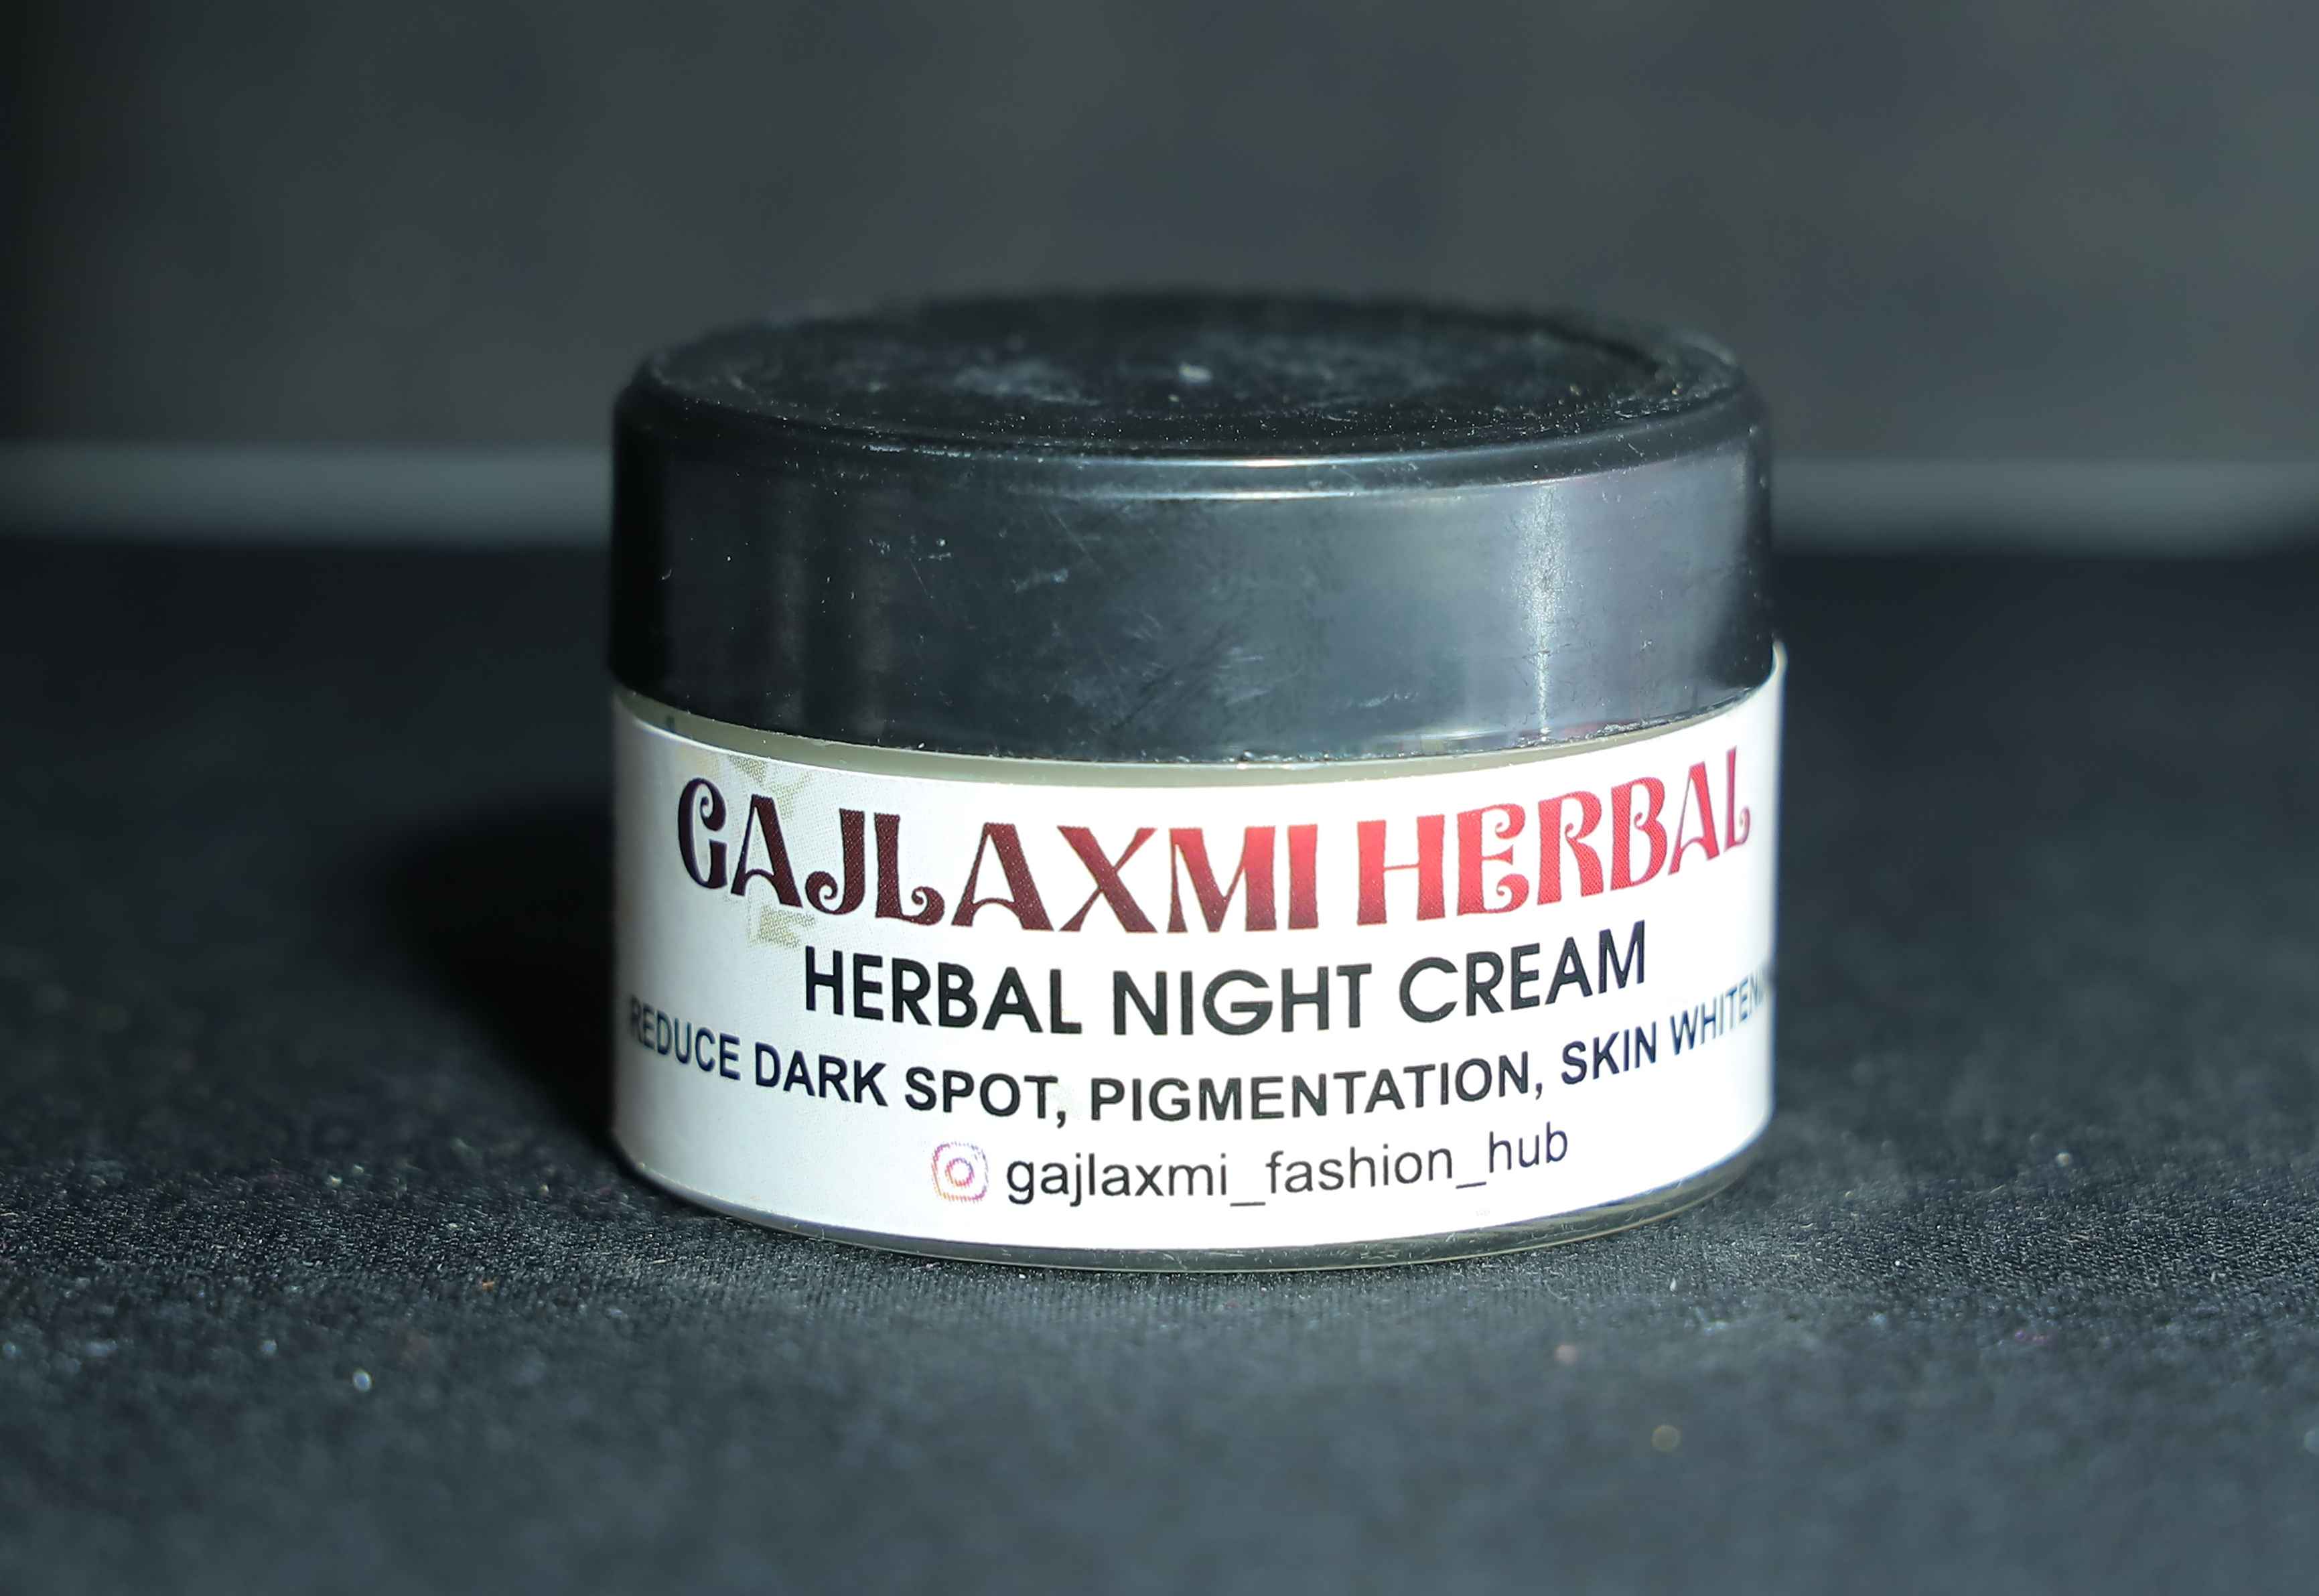 GAJLAXMI HERBAL
HERBAL NIGHT CREAM
REDUCE DARK SPOT, PIGMENTATION, SKIN
gajlaxmi_fashion_hub